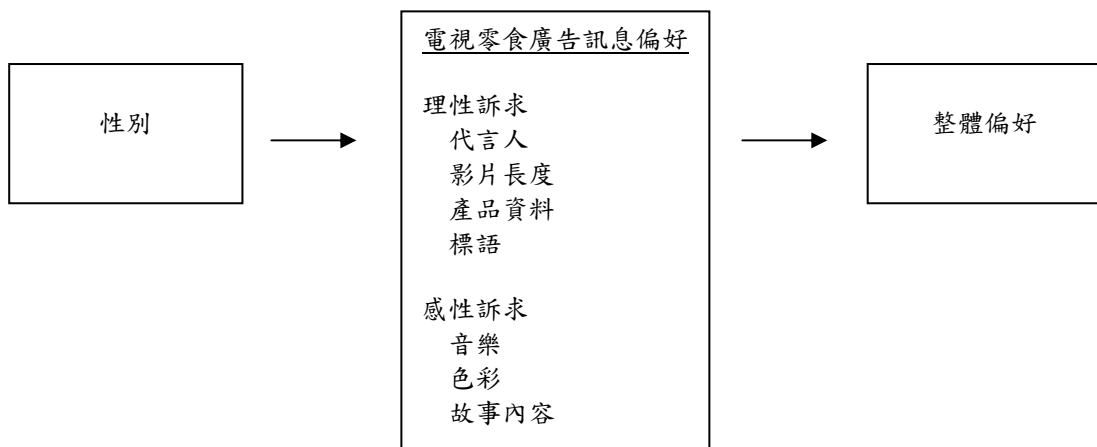 性別
電視零食廣告訊息偏好
理性訴求
代言人
影片長度
產品資料
標語
感性訴求
音樂
色彩
故事內容
整體偏好